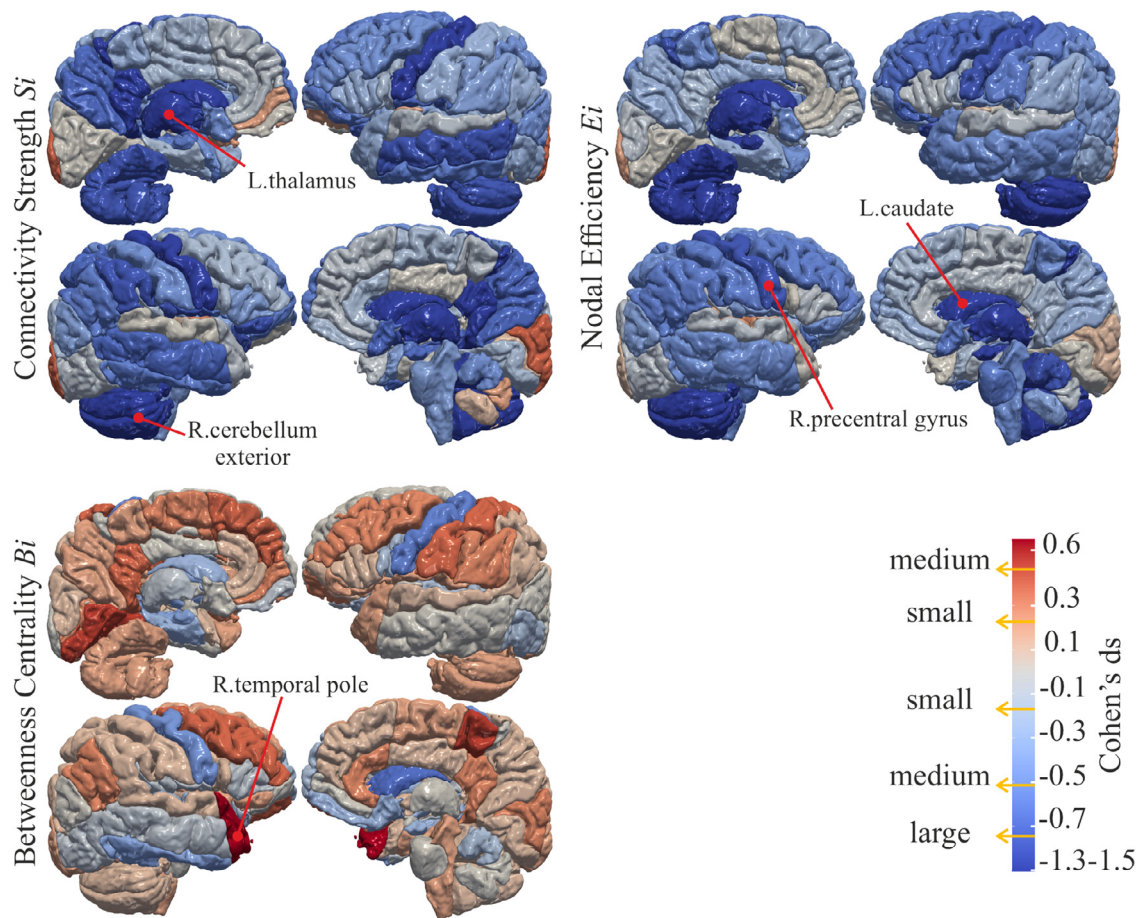 Connectivity Strength Si
L.thalamus
R.cerebellum
exterior
Nodal Efficiency Ei
L.caudate
R.precentral gyrus
Betweenness Centrality Bi
R.temporal pole
medium
small
small
medium
large
0.6
0.3
0.1
-0.1
-0.3
-0.5
-0.7
-1.3-1.5
Cohen's ds